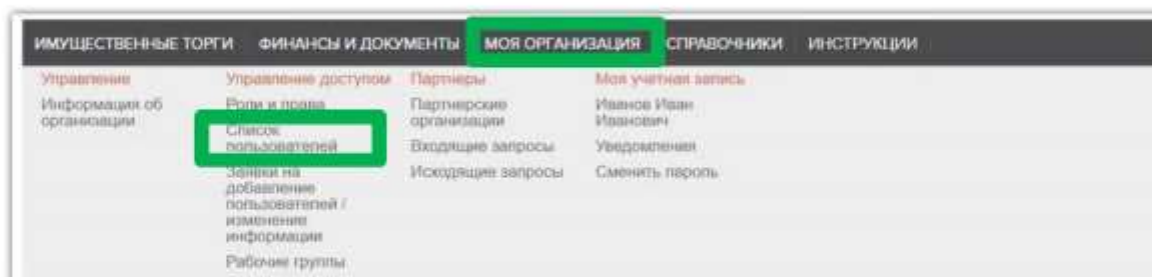 ИМУЩЕСТВЕННЫЕ ТОРГИ ФИНАНСЫ И ДОКУМЕНТЫ МОЯ ОРГАНИЗАЦИЯ СПРАВОЧНИКИ ИНСТРУКЦИИ
Управление
Информация об
организации
Управление доступом
Роли и права
Список
пользователей
Заявки на
добавление
пользователей /
изменение
информации
Рабочие группы
Партнеры
Партнерские
организации
Входящие запросы
Исходящие запросы
Моя учетная запись
Иванов Иван
Иванович
Уведомления
Сменить пароль